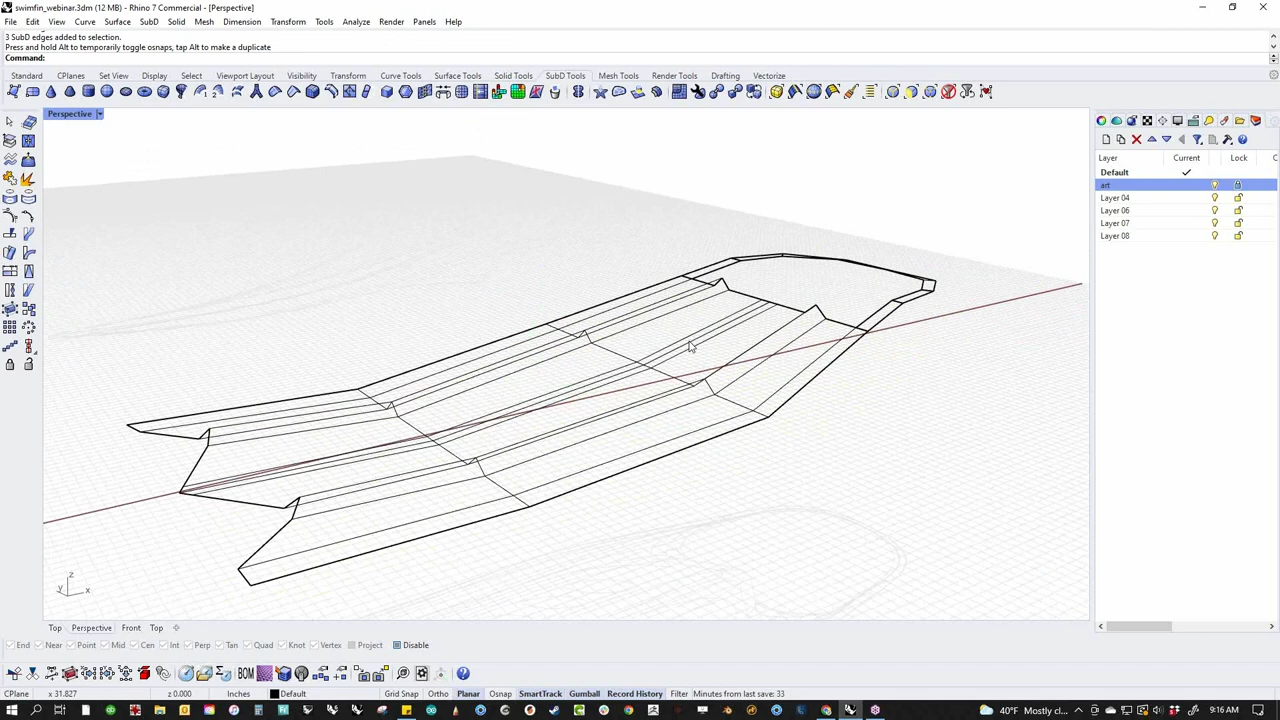 swimfin_webinar.3dm (12 MB) - Rhino 7 Commercial - [Perspective]
File Edit View Curve Surface SubD Solid Mesh Dimension Transform Tools Analyze Render Panels Help
3 SubD edges added to selection.
Press and hold Alt to temporarily toggle osnaps, tap Alt to make a duplicate
Command:
Standard CPlanes Set View Display Select Viewport Layout Visibility Transform Curve Tools Surface Tools Solid Tools SubD Tools Mesh Tools Render Tools Drafting Vectorize
Perspective
Layer Current Lock C
Default
art
Layer 04
Layer 06
Layer 07
Layer 08
z
y x
Top Perspective Front Top
End Near Point Mid Cen Int Perp Tan Quad Knot Vertex Project Disable
BOM
CPlane x 31.827 z 0.000 Inches Default Grid Snap Ortho Planar Osnap SmartTrack Gumball Record History Filter Minutes from last save: 33
40°F Mostly cl... 9:16 AM